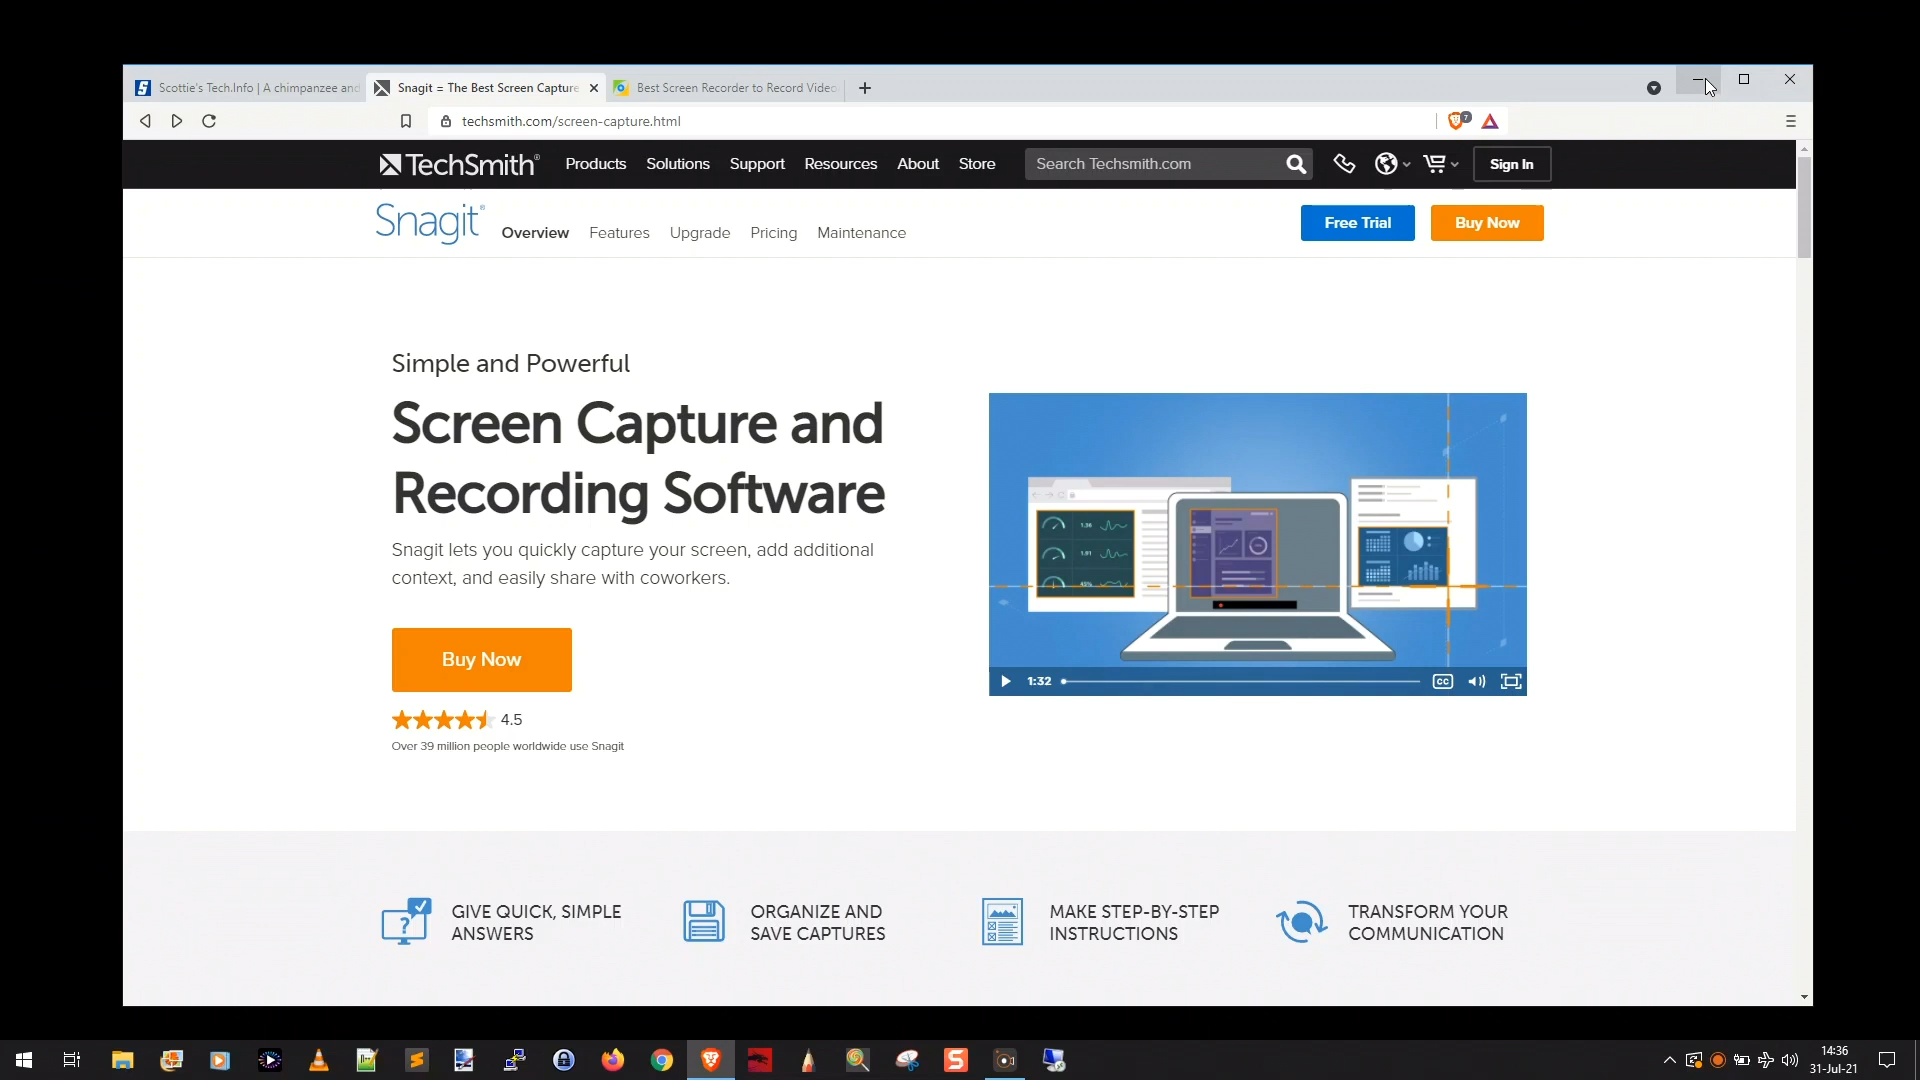 Scottie's Tech.Info | A chimpanzee and
Snagit = The Best Screen Capture
Best Screen Recorder to Record Video
techsmith.com/screen-capture.html
7
TechSmith®
Products
Solutions
Support
Resources
About
Store
Search Techsmith.com
Sign In
Snagit®
Overview
Features
Upgrade
Pricing
Maintenance
Free Trial
Buy Now
Simple and Powerful
Screen Capture and
Recording Software
Snagit lets you quickly capture your screen, add additional
context, and easily share with coworkers.
Buy Now
4.5
Over 39 million people worldwide use Snagit
1:32
CC
GIVE QUICK, SIMPLE
ANSWERS
ORGANIZE AND
SAVE CAPTURES
MAKE STEP-BY-STEP
INSTRUCTIONS
TRANSFORM YOUR
COMMUNICATION
14:36
31-Jul-21